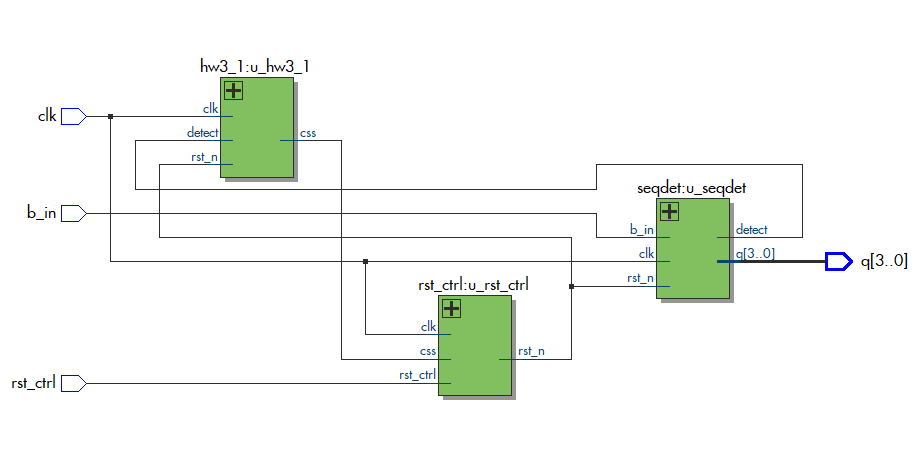 hw3_1:u_hw3_1
clk
clk
detect
css
rst_n
seqdet:u_seqdet
b_in
b_in
detect
clk
q[3..0]
q[3..0]
rst_n
rst_ctrl:u_rst_ctrl
clk
css
rst_n
rst_ctrl
rst_ctrl